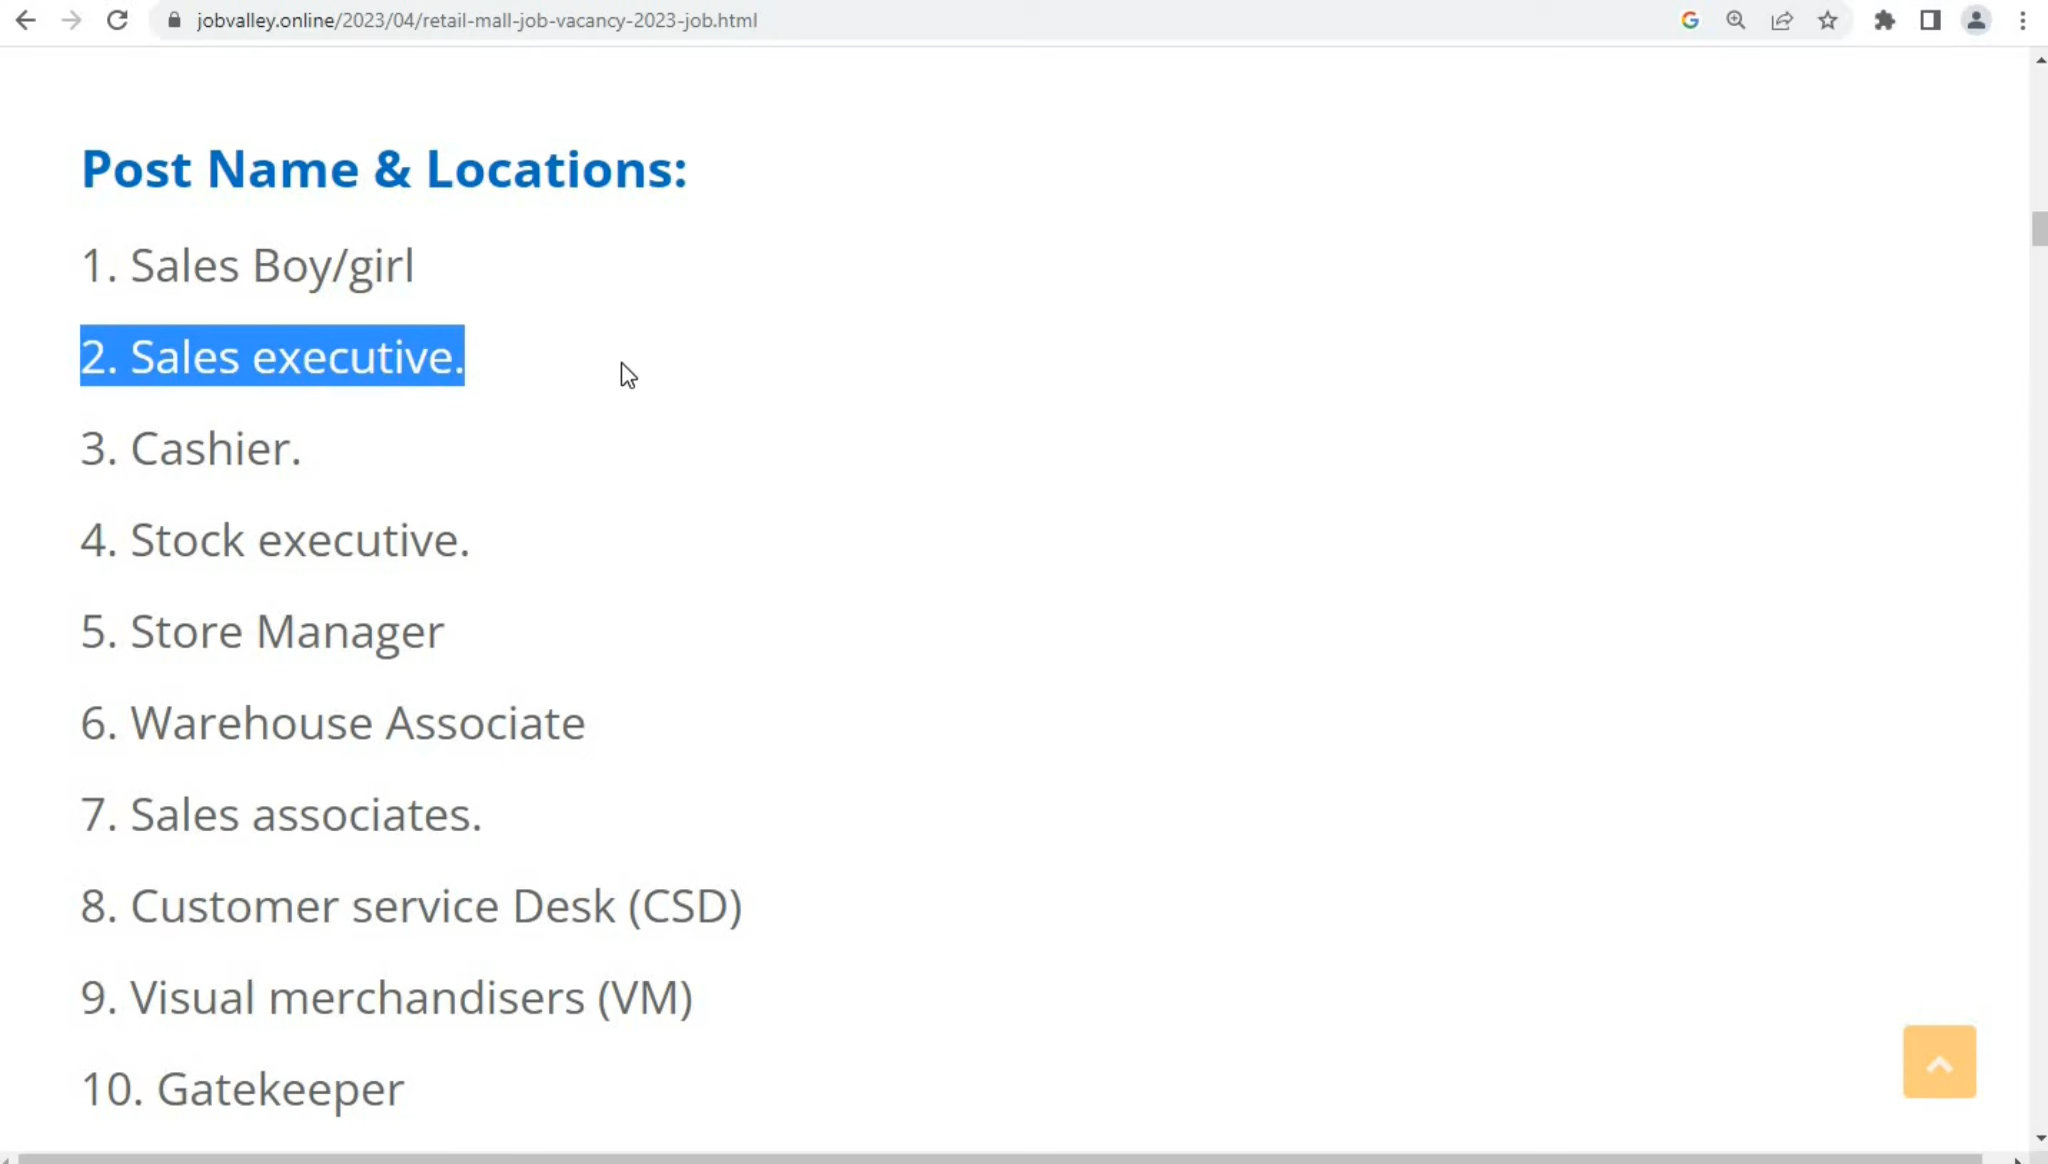 jobvalley.online/2023/04/retail-mall-job-vacancy-2023-job.html
Post Name & Locations:
1. Sales Boy/girl
2. Sales executive.
3. Cashier.
4. Stock executive.
5. Store Manager
6. Warehouse Associate
7. Sales associates.
8. Customer service Desk (CSD)
9. Visual merchandisers (VM)
10. Gatekeeper